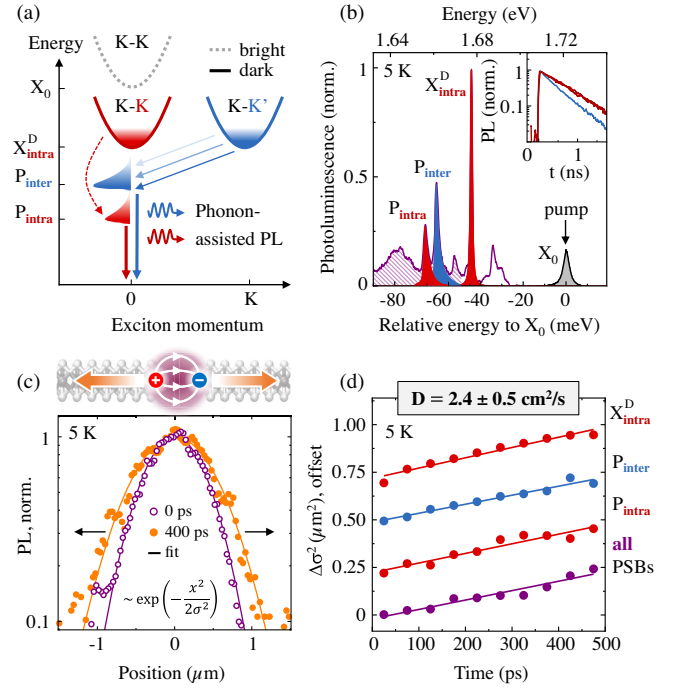 (a)
Energy
K-K
bright
dark
X₀
K-K
K-K'
X^D_intra
P_inter
P_intra
Phonon-
assisted PL
0
K
Exciton momentum
(b)
Energy (eV)
1.64
1.68
1.72
5 K
X^D_intra
P_inter
P_intra
pump
X₀
Photoluminescence (norm.)
1
0.5
0
-80
-60
-40
-20
0
Relative energy to X₀ (meV)
PL (norm.)
1
0.1
0
1
t (ns)
(c)
+
−
5 K
PL, norm.
1
0.1
0 ps
400 ps
fit
~ exp(−x²/2σ²)
-1
0
1
Position (μm)
(d)
D = 2.4 ± 0.5 cm²/s
5 K
Δσ² (μm²), offset
1.00
0.75
0.50
0.25
0
X^D_intra
P_inter
P_intra
all
PSBs
0
100
200
300
400
500
Time (ps)